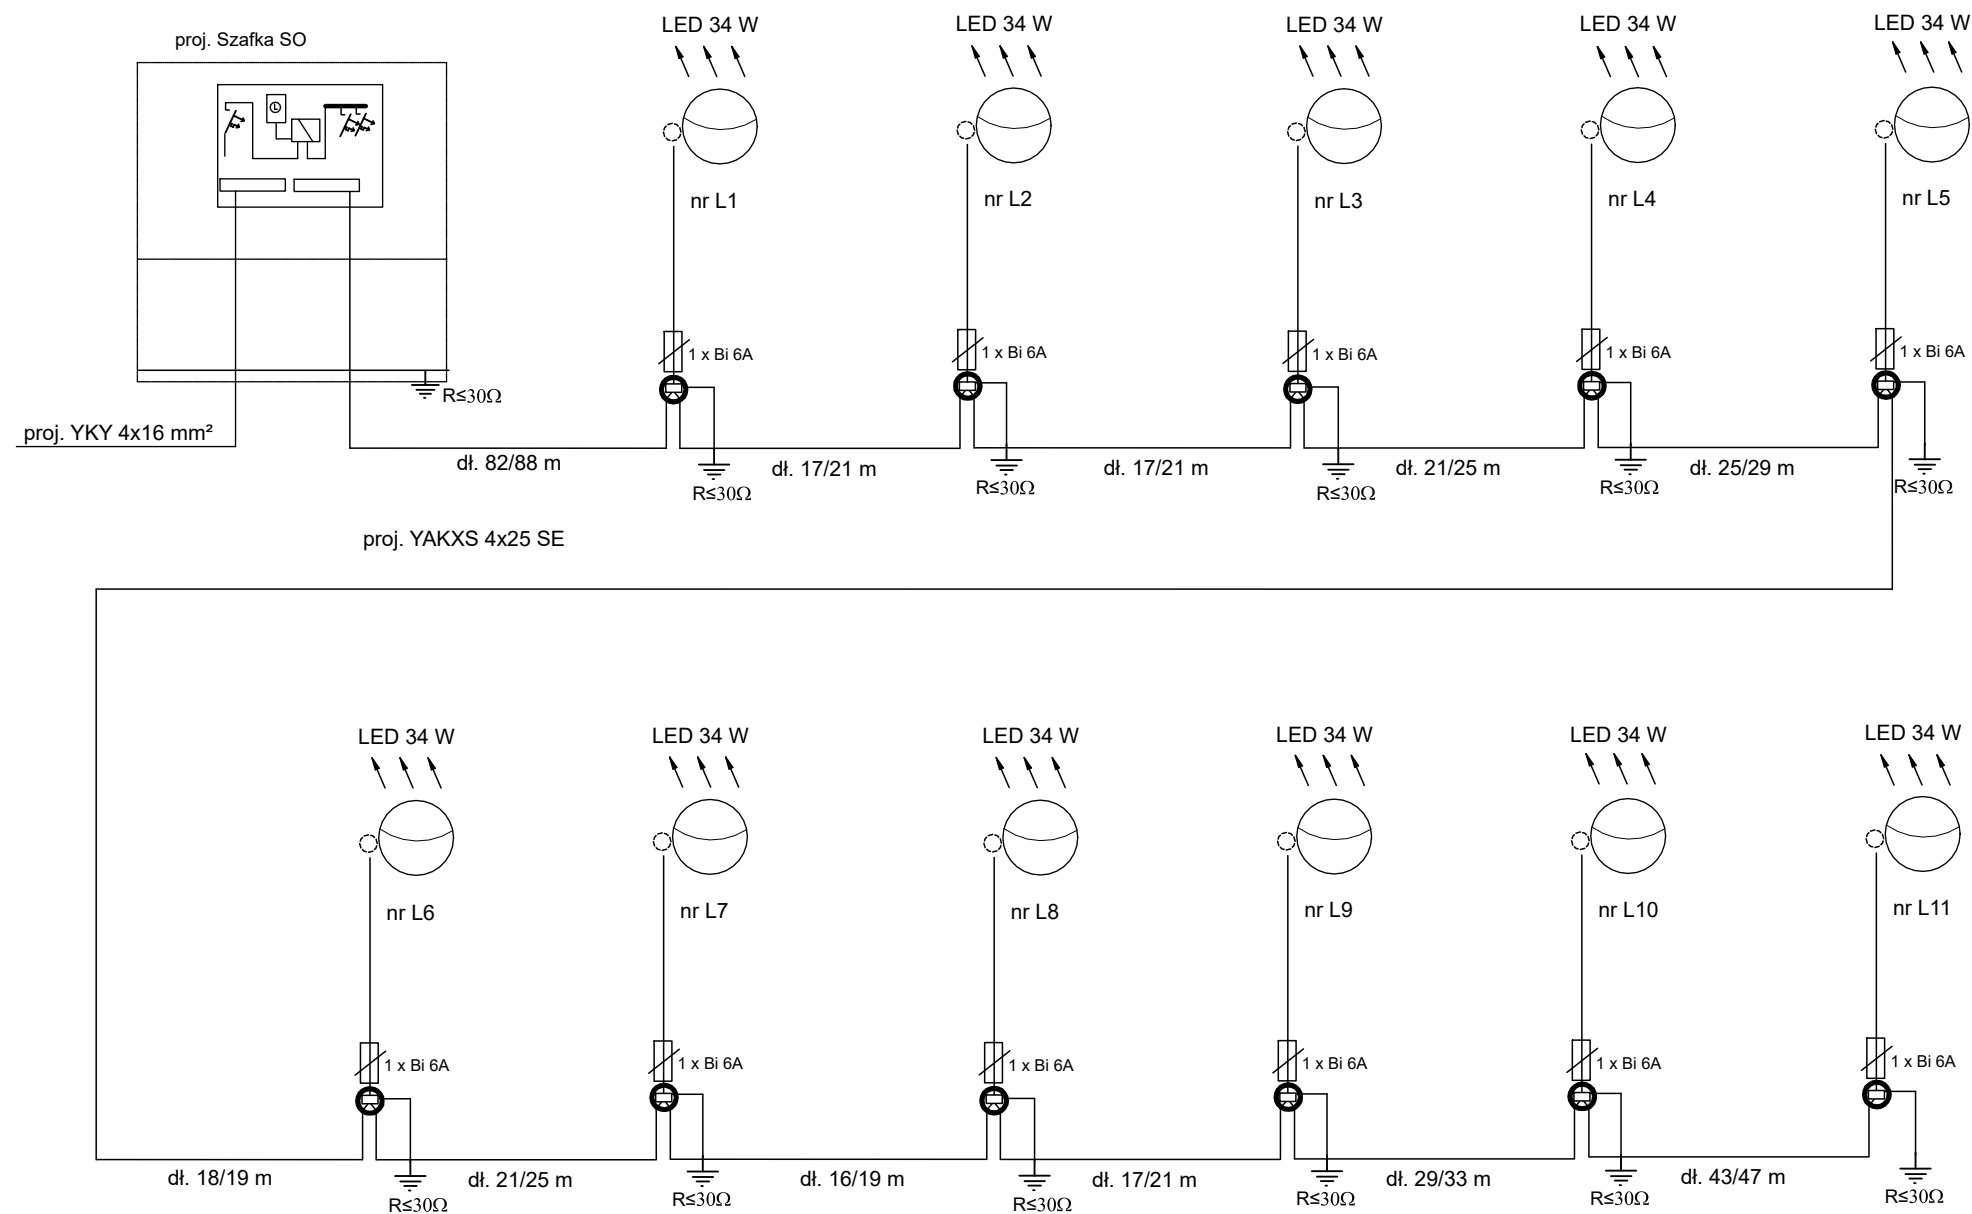 proj. Szafka SO
LED 34 W
LED 34 W
LED 34 W
LED 34 W
LED 34 W
nr L1
nr L2
nr L3
nr L4
nr L5
1 x Bi 6A
1 x Bi 6A
1 x Bi 6A
1 x Bi 6A
1 x Bi 6A
R≤30Ω
proj. YKY 4x16 mm²
dł. 82/88 m
dł. 17/21 m
dł. 17/21 m
dł. 21/25 m
dł. 25/29 m
R≤30Ω
R≤30Ω
R≤30Ω
R≤30Ω
R≤30Ω
proj. YAKXS 4x25 SE
LED 34 W
LED 34 W
LED 34 W
LED 34 W
LED 34 W
LED 34 W
nr L6
nr L7
nr L8
nr L9
nr L10
nr L11
1 x Bi 6A
1 x Bi 6A
1 x Bi 6A
1 x Bi 6A
1 x Bi 6A
1 x Bi 6A
dł. 18/19 m
dł. 21/25 m
dł. 16/19 m
dł. 17/21 m
dł. 29/33 m
dł. 43/47 m
R≤30Ω
R≤30Ω
R≤30Ω
R≤30Ω
R≤30Ω
R≤30Ω